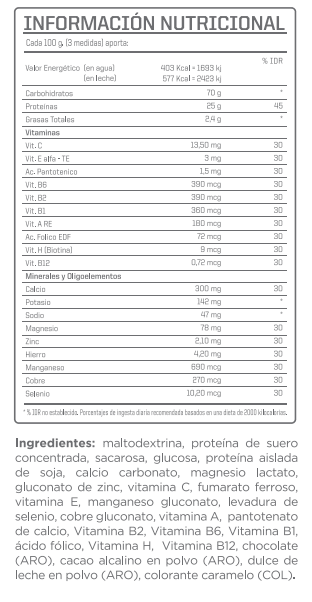 INFORMACIÓN NUTRICIONAL
Cada 100 g. (3 medidas) aporta:
% IDR
Valor Energético (en agua) 403 Kcal = 1693 kj
(en leche) 577 Kcal = 2423 kj
Carbohidratos 70 g *
Proteínas 25 g 45
Grasas Totales 2,4 g *
Vitaminas
Vit. C 13,50 mg 30
Vit. E alfa - TE 3 mg 30
Ac. Pantotenico 1,5 mg 30
Vit. B6 390 mcg 30
Vit. B2 390 mcg 30
Vit. B1 360 mcg 30
Vit. A RE 180 mcg 30
Ac. Folico EDF 72 mcg 30
Vit. H (Biotina) 9 mcg 30
Vit. B12 0,72 mcg 30
Minerales y Oligoelementos
Calcio 300 mg 30
Potasio 142 mg *
Sodio 47 mg *
Magnesio 78 mg 30
Zinc 2,10 mg 30
Hierro 4,20 mg 30
Manganeso 690 mcg 30
Cobre 270 mcg 30
Selenio 10,20 mcg 30
* % IDR no establecido. Porcentajes de ingesta diaria recomendada basados en una dieta de 2000 kilocalorías.
Ingredientes: maltodextrina, proteína de suero
concentrada, sacarosa, glucosa, proteína aislada
de soja, calcio carbonato, magnesio lactato,
gluconato de zinc, vitamina C, fumarato ferroso,
vitamina E, manganeso gluconato, levadura de
selenio, cobre gluconato, vitamina A, pantotenato
de calcio, Vitamina B2, Vitamina B6, Vitamina B1,
ácido fólico, Vitamina H, Vitamina B12, chocolate
(ARO), cacao alcalino en polvo (ARO), dulce de
leche en polvo (ARO), colorante caramelo (COL).